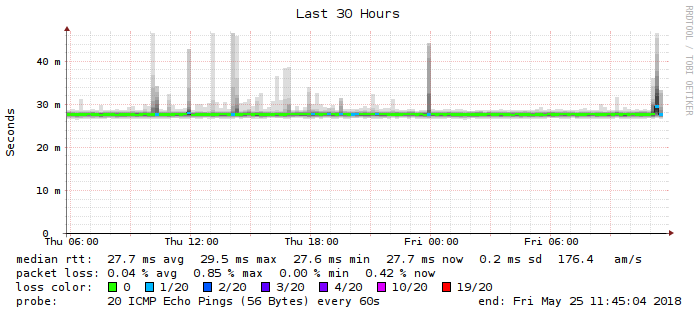 Last 30 Hours
RRDTOOL / TOBI OETIKER
Seconds
40 m
30 m
20 m
10 m
0
Thu 06:00 Thu 12:00 Thu 18:00 Fri 00:00 Fri 06:00
median rtt: 27.7 ms avg 29.5 ms max 27.6 ms min 27.7 ms now 0.2 ms sd 176.4 am/s
packet loss: 0.04 % avg 0.85 % max 0.00 % min 0.42 % now
loss color: 0 1/20 2/20 3/20 4/20 10/20 19/20
probe: 20 ICMP Echo Pings (56 Bytes) every 60s end: Fri May 25 11:45:04 2018